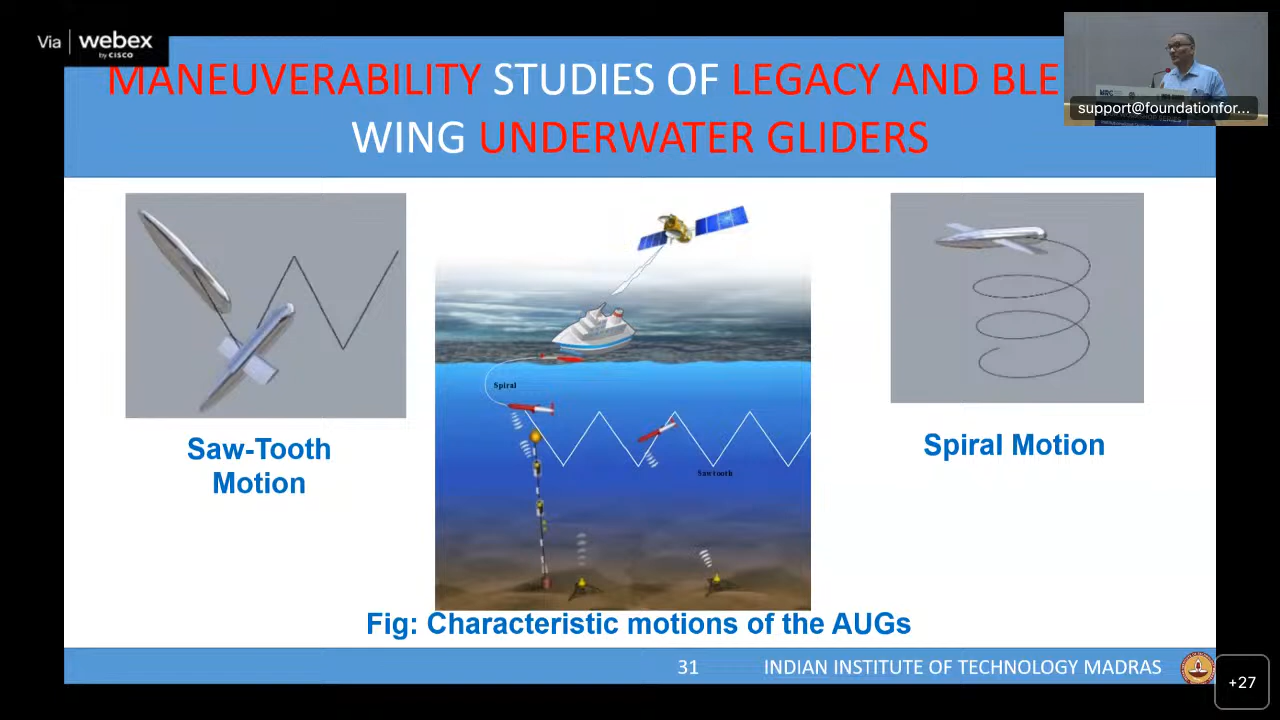 Via webex
by CISCO
MANEUVERABILITY STUDIES OF LEGACY AND BLE
WING UNDERWATER GLIDERS
support@foundationfor...
Spiral
Sawtooth
Saw-Tooth
Motion
Spiral Motion
Fig: Characteristic motions of the AUGs
31 INDIAN INSTITUTE OF TECHNOLOGY MADRAS
+27